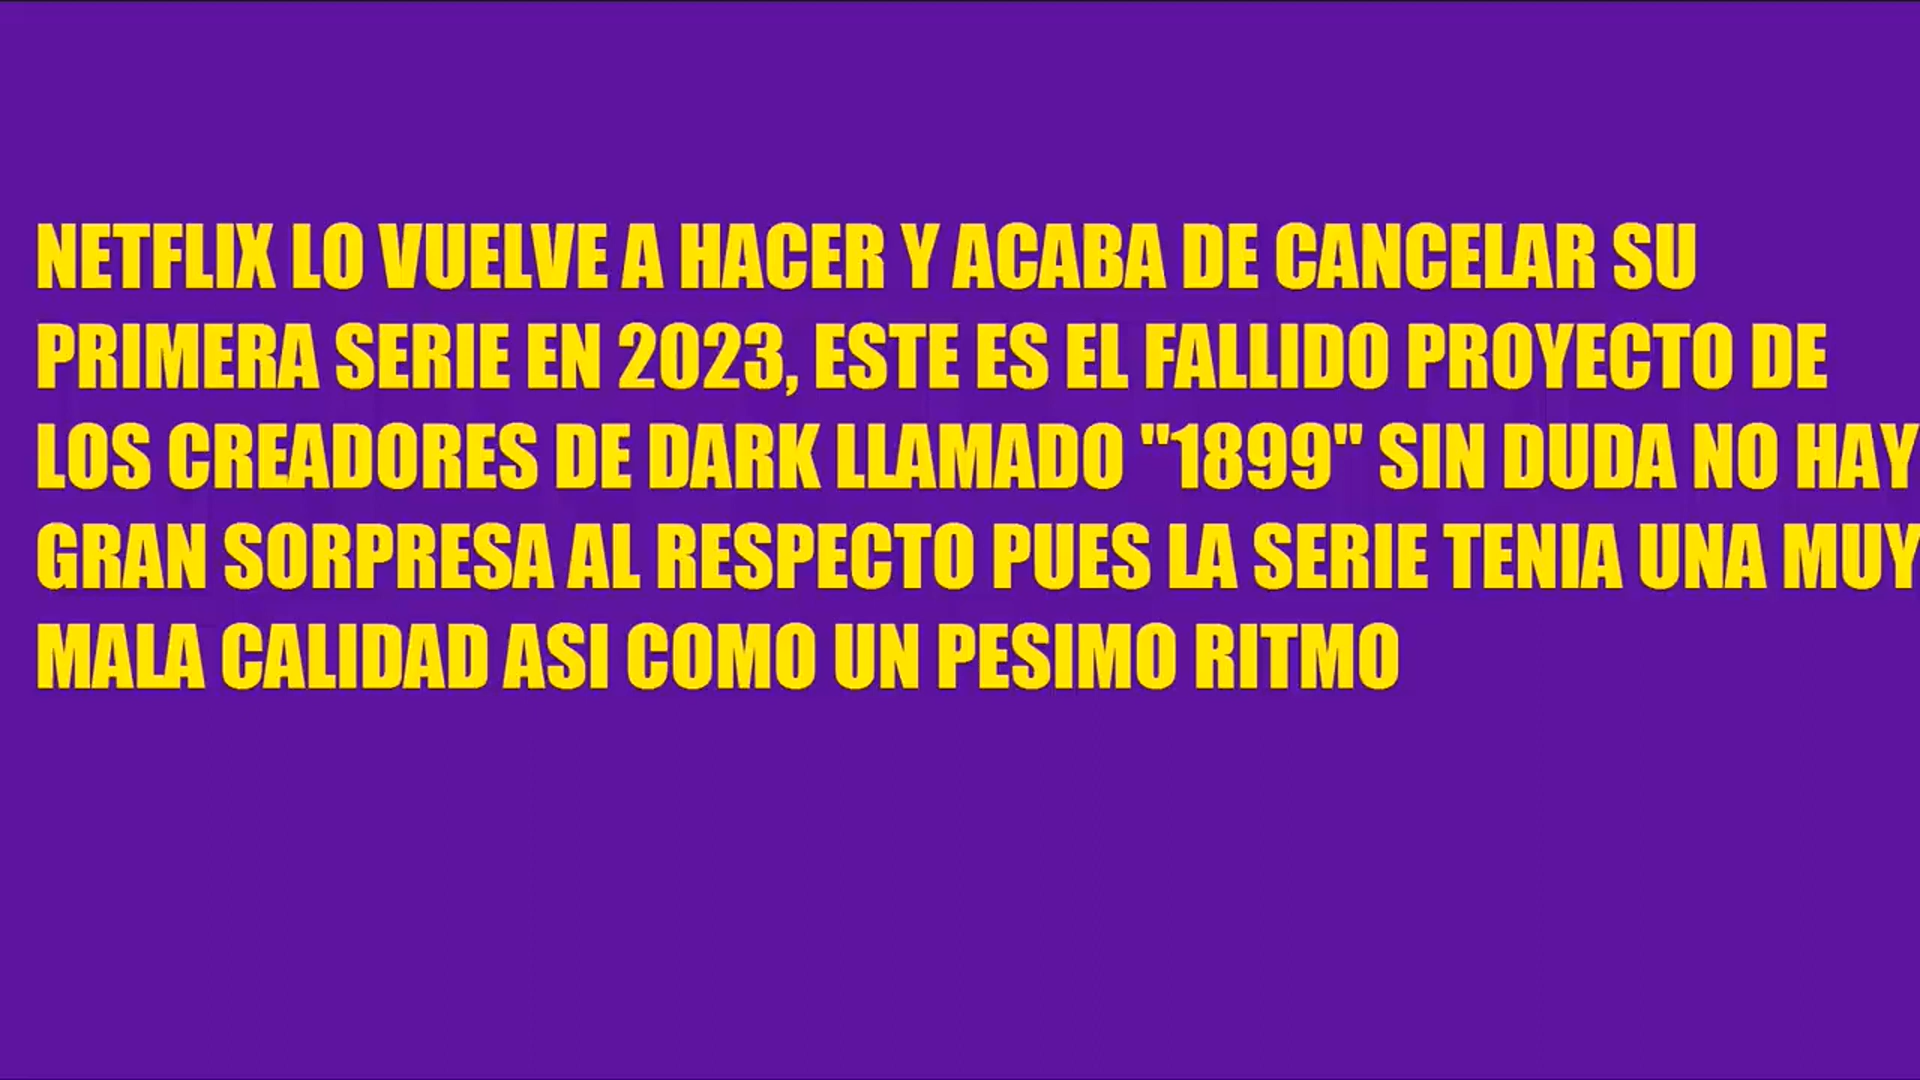 NETFLIX LO VUELVE A HACER Y ACABA DE CANCELAR SU
PRIMERA SERIE EN 2023, ESTE ES EL FALLIDO PROYECTO DE
LOS CREADORES DE DARK LLAMADO "1899" SIN DUDA NO HAY
GRAN SORPRESA AL RESPECTO PUES LA SERIE TENIA UNA MUY
MALA CALIDAD ASI COMO UN PESIMO RITMO